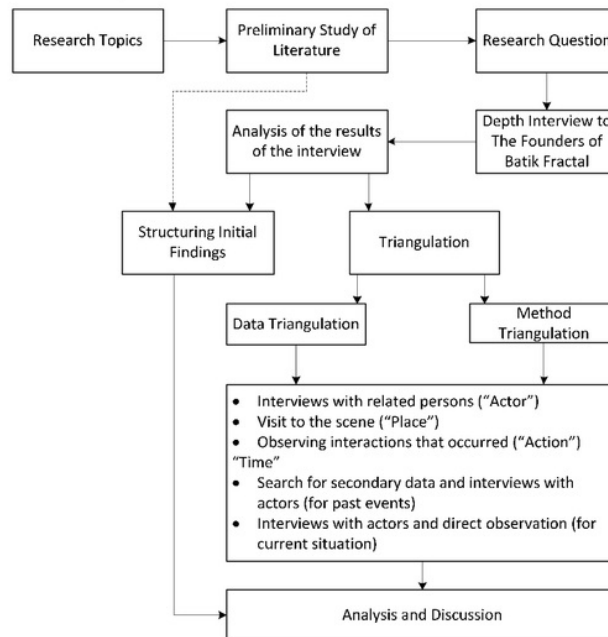 Research Topics
Preliminary Study of
Literature
Research Question
Depth Interview to
The Founders of
Batik Fractal
Analysis of the results
of the interview
Structuring Initial
Findings
Triangulation
Data Triangulation
Method
Triangulation
• Interviews with related persons (“Actor”)
• Visit to the scene (“Place”)
• Observing interactions that occurred (“Action”)
“Time”
• Search for secondary data and interviews with
actors (for past events)
• Interviews with actors and direct observation (for
current situation)
Analysis and Discussion